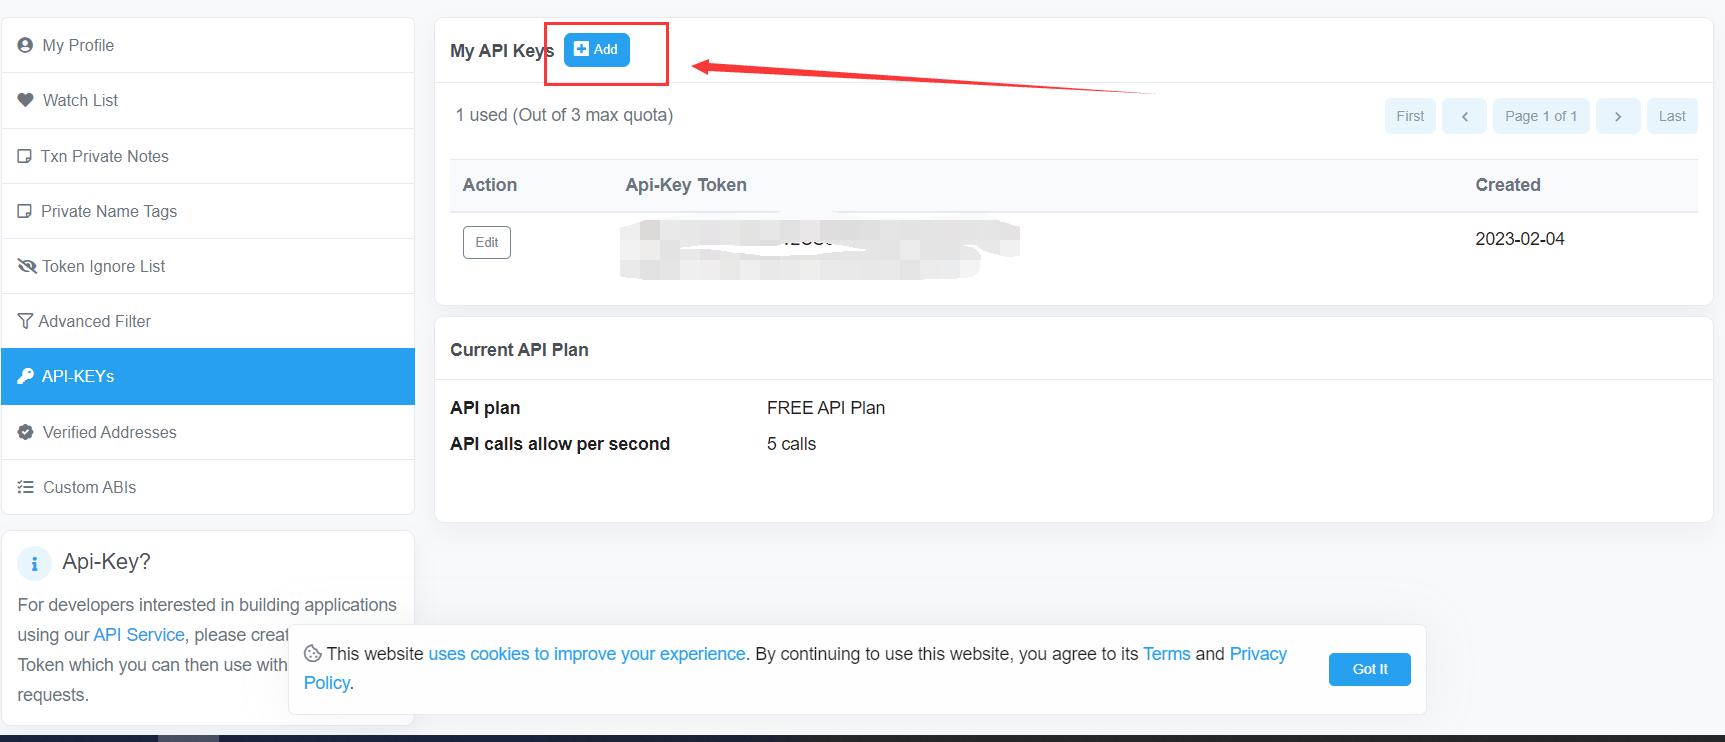 My Profile
Watch List
Txn Private Notes
Private Name Tags
Token Ignore List
Advanced Filter
API-KEYs
Verified Addresses
Custom ABIs
Api-Key?
For developers interested in building applications
using our API Service, please
Token which you can then use with
requests.
My API Keys
Add
1 used (Out of 3 max quota)
First
Page 1 of 1
Last
Action Api-Key Token Created
Edit 2023-02-04
Current API Plan
API plan FREE API Plan
API calls allow per second 5 calls
This website uses cookies to improve your experience. By continuing to use this website, you agree to its Terms and Privacy
Policy.
Got It